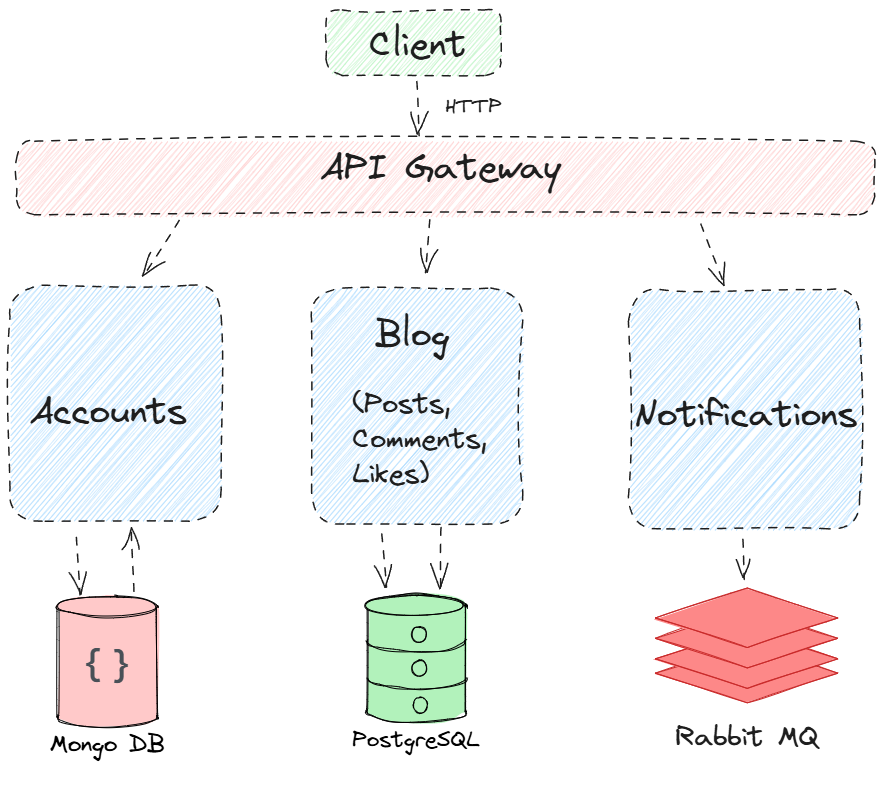 Client
HTTP
API Gateway
Blog
(Posts,
Comments,
Likes)
Accounts
Notifications
{ }
Mongo DB
PostgreSQL
Rabbit MQ